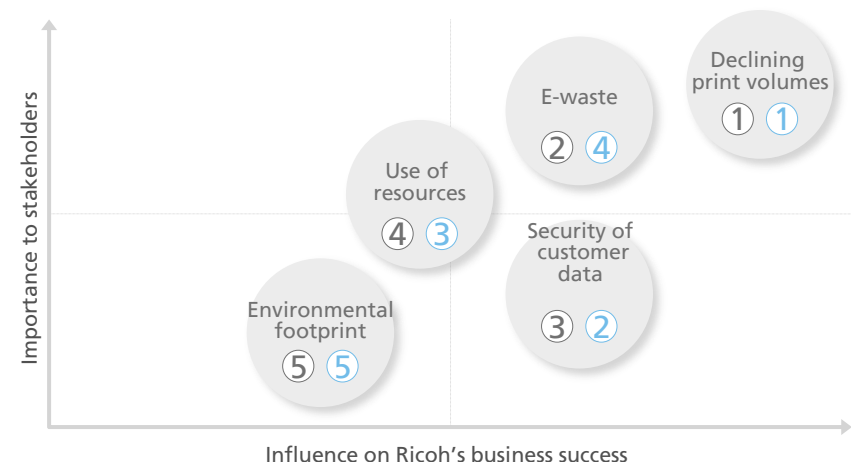 Importance to stakeholders
Declining
print volumes
1 1
E-waste
2 4
Use of
resources
4 3
Security of
customer
data
3 2
Environmental
footprint
5 5
Influence on Ricoh's business success